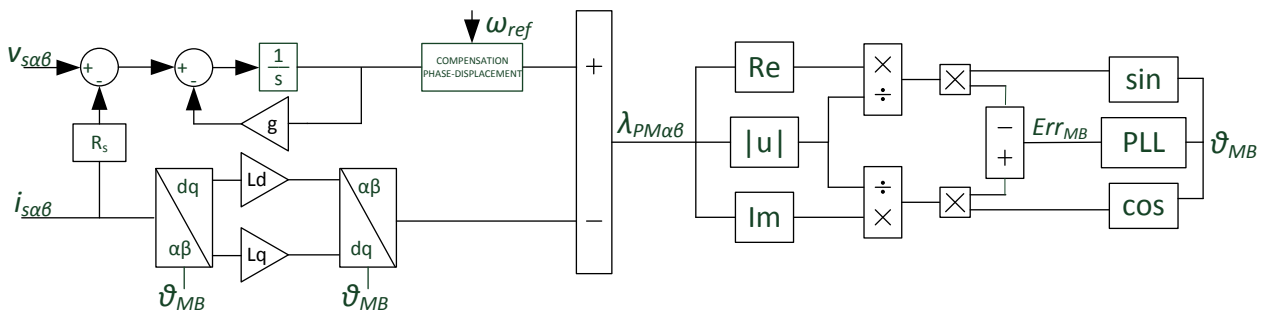 v_sαβ
+
-
+
-
1
s
ω_ref
COMPENSATION
PHASE-DISPLACEMENT
g
R_s
i_sαβ
dq
αβ
Ld
Lq
αβ
dq
ϑ_MB
ϑ_MB
+
−
λ_PMαβ
Re
|u|
Im
×
÷
÷
×
×
×
−
+
Err_MB
sin
PLL
cos
ϑ_MB